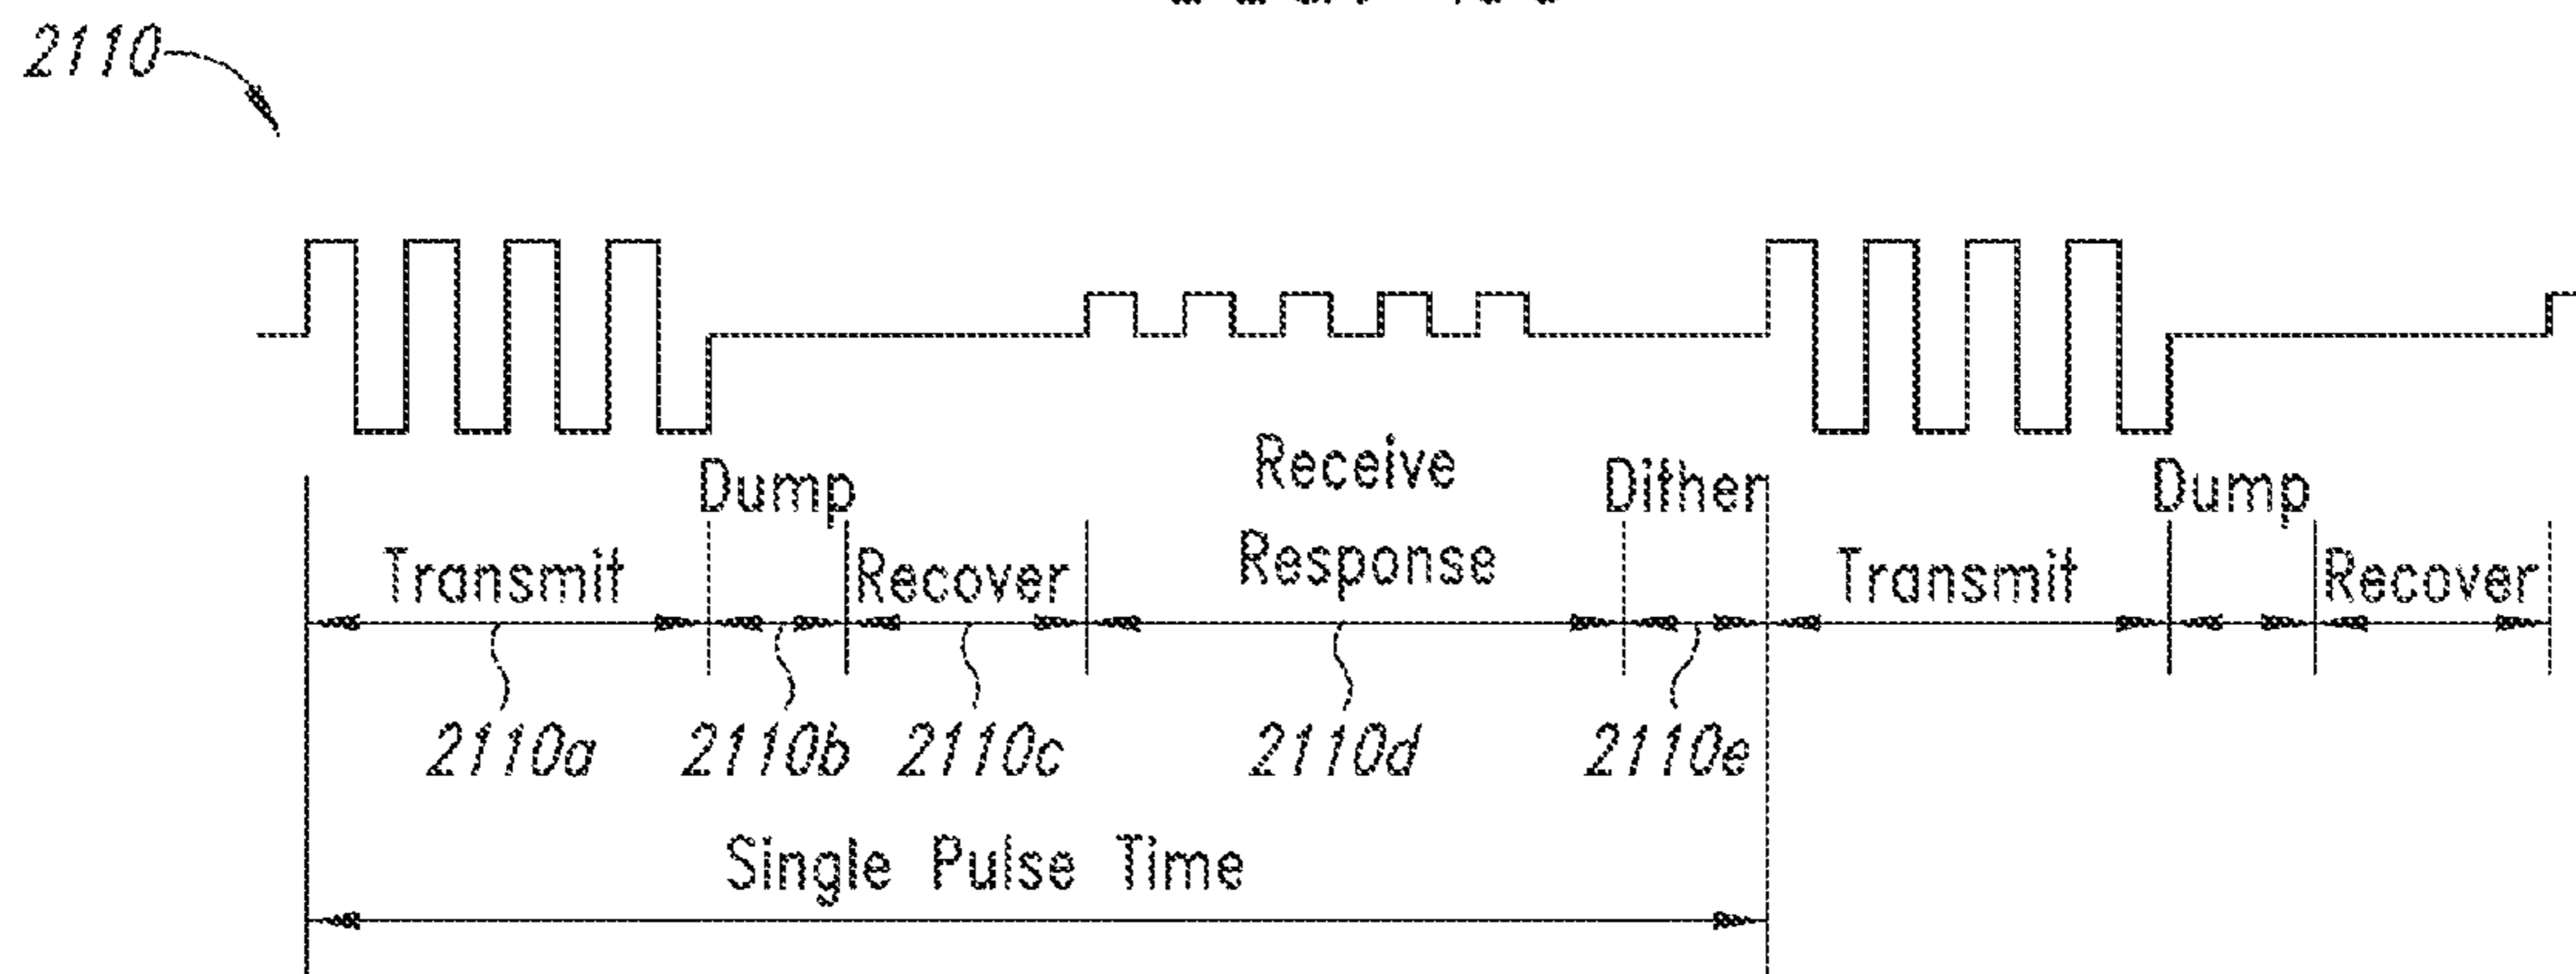 2110
Dump
Receive
Dither
Dump
Transmit
Recover
Response
Transmit
Recover
2110a
2110b
2110c
2110d
2110e
Single Pulse Time